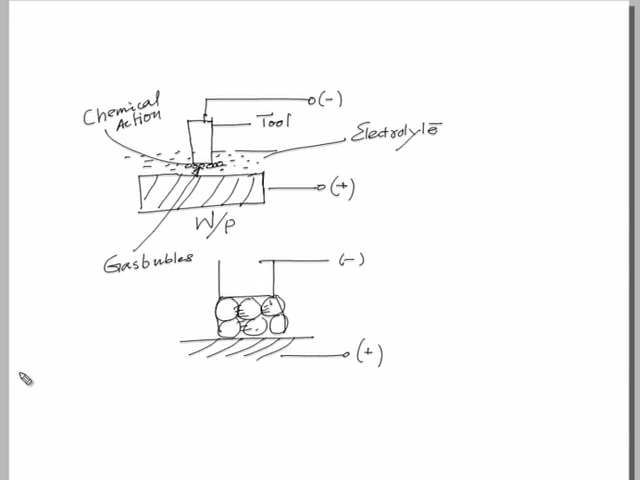 Chemical
Action
(-)
Tool
Electrolyte
(+)
W/p
Gasbubles
(-)
(+)